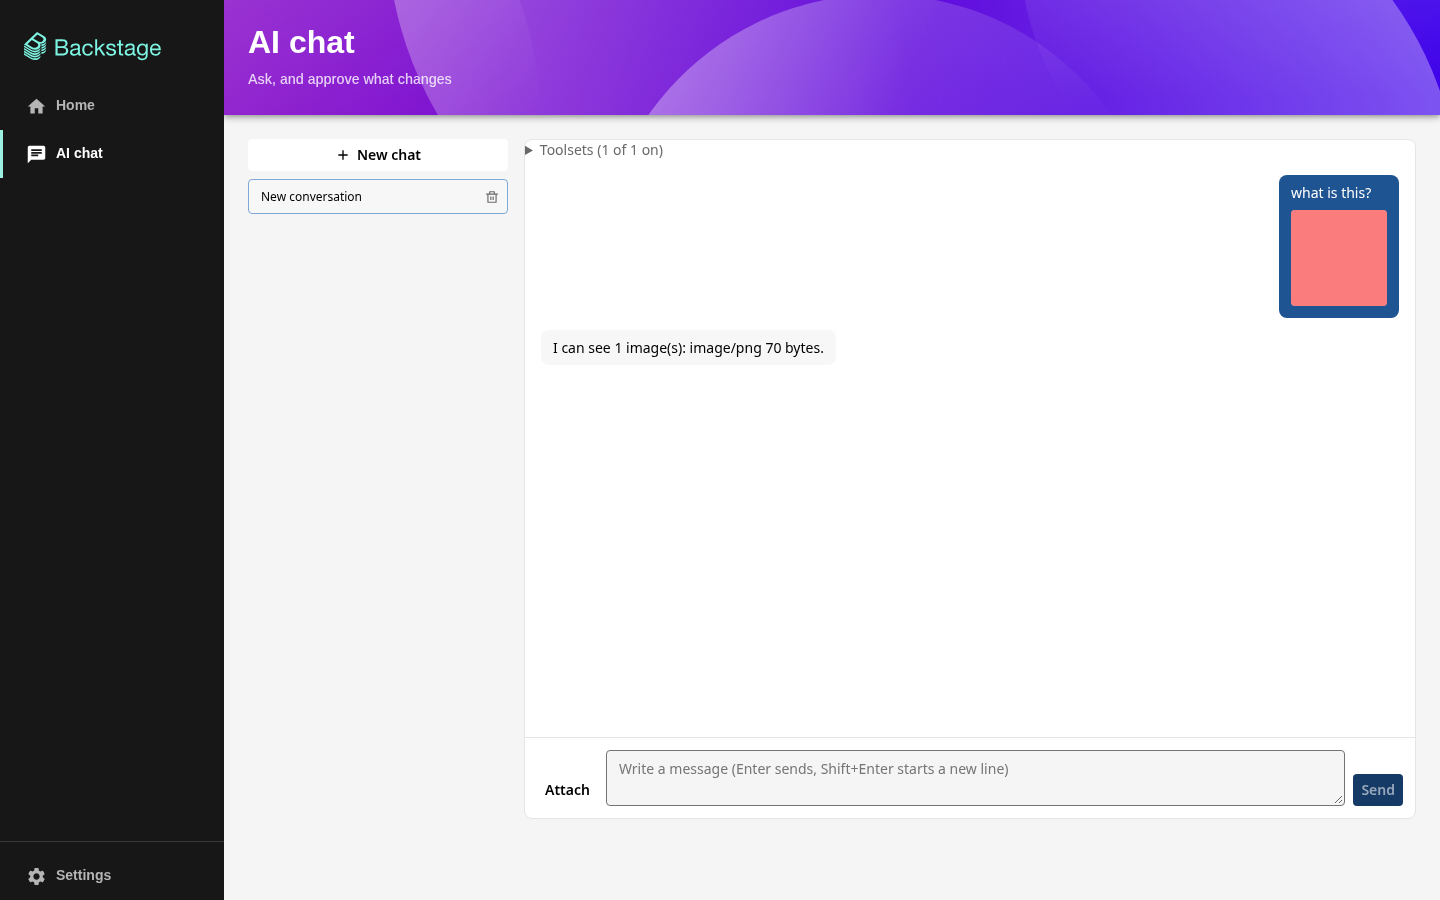 Backstage
Home
AI chat
Settings
AI chat
Ask, and approve what changes
New chat
New conversation
Toolsets (1 of 1 on)
what is this?
I can see 1 image(s): image/png 70 bytes.
Attach
Write a message (Enter sends, Shift+Enter starts a new line)
Send